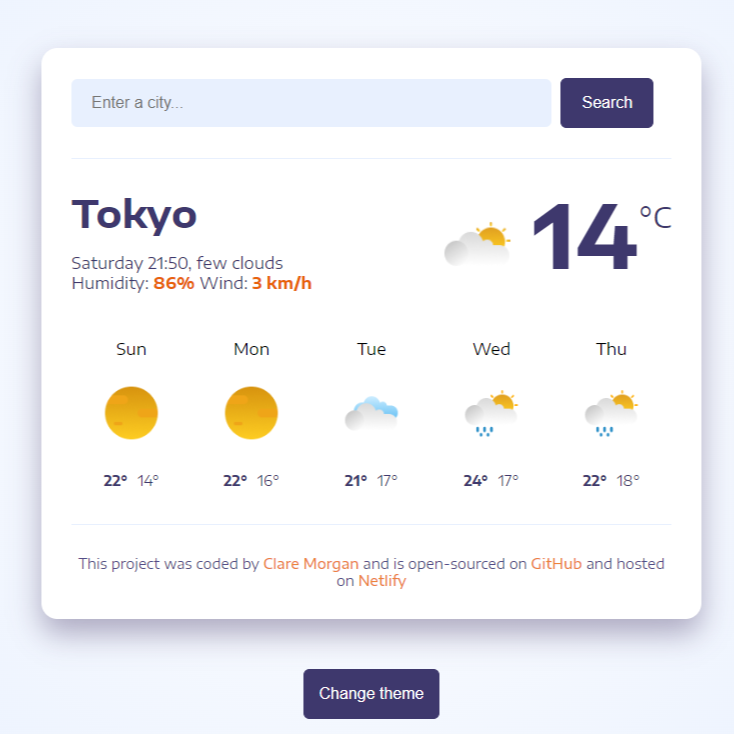 Enter a city...
Search
Tokyo
14 °C
Saturday 21:50, few clouds
Humidity: 86% Wind: 3 km/h
Sun Mon Tue Wed Thu
22° 14° 22° 16° 21° 17° 24° 17° 22° 18°
This project was coded by Clare Morgan and is open-sourced on GitHub and hosted
on Netlify
Change theme